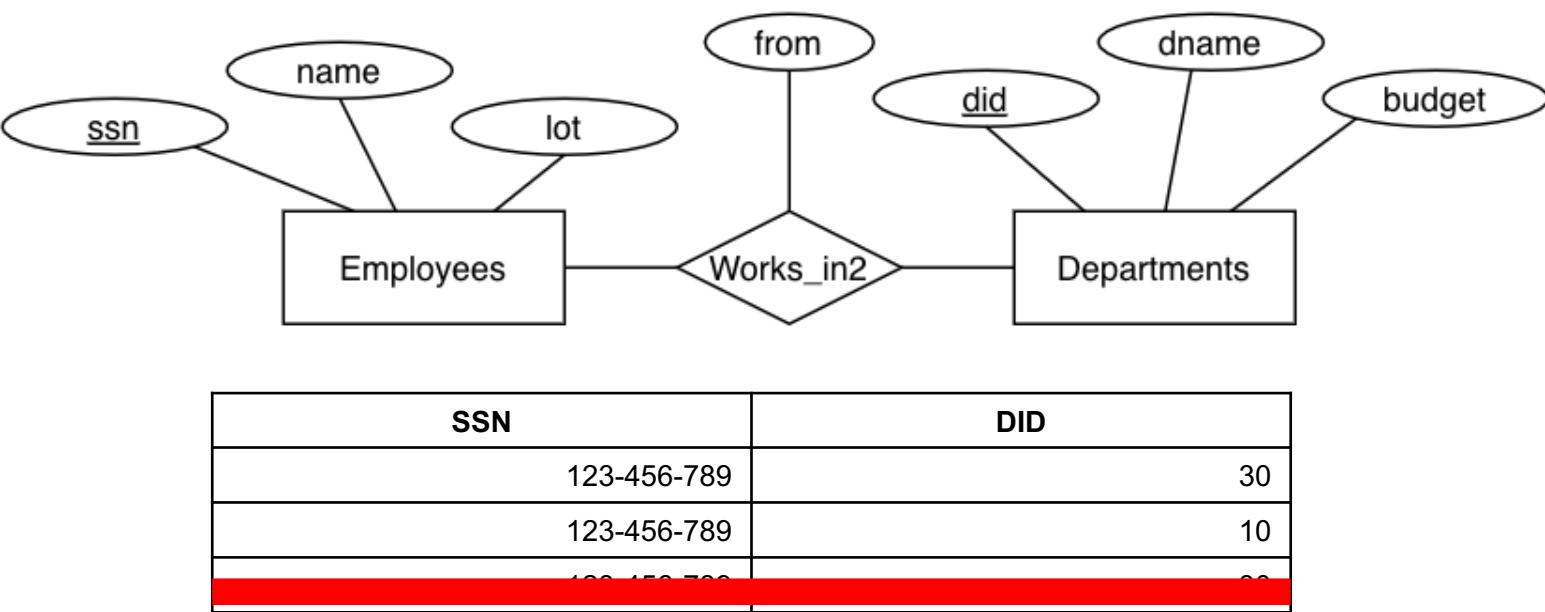 from
dname
name
did
budget
ssn
lot
Employees
Works_in2
Departments
SSN DID
123-456-789 30
123-456-789 10